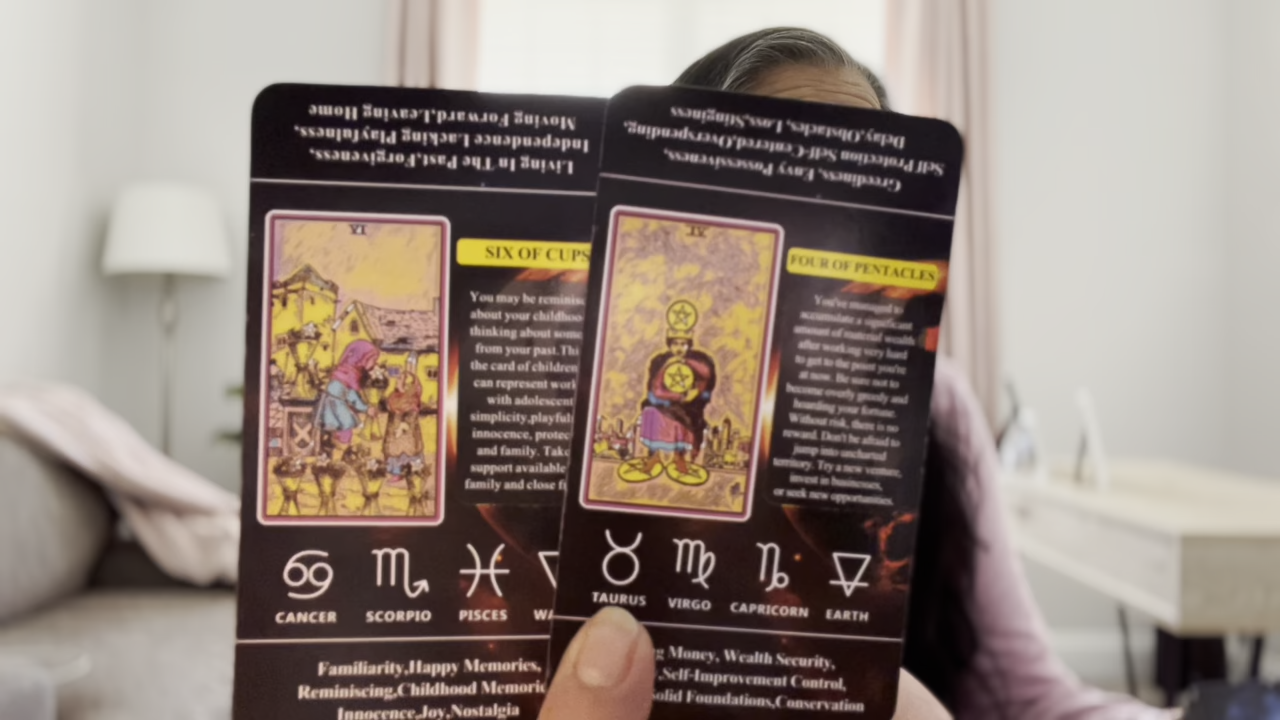 Living In The Past,Forgiveness,
Independence Lacking Playfulness,
Moving Forward,Leaving Home
VI
SIX OF CUPS
You may be reminis
about your childhoo
thinking about some
from your past.Thi
the card of children
can represent work
with adolescent
simplicity,playful
innocence, protec
and family. Take
support available
family and close f
CANCER
SCORPIO
PISCES
WA
Familiarity,Happy Memories,
Reminiscing,Childhood Memorie
Innocence,Joy,Nostalgia
Greediness, Envy Possessiveness,
Self Protection Self-Centered,Overspending,
Delay,Obstacles, Loss,Stinginess
IV
FOUR OF PENTACLES
You've managed to
accumulate a significant
amount of material wealth
after working very hard
to get to the point you're
at now. Be sure not to
become overly greedy and
hoarding your fortune.
Without risk, there is no
reward. Don't be afraid to
jump into uncharted
territory. Try a new venture,
invest in businesses,
or seek new opportunities.
TAURUS
VIRGO
CAPRICORN
EARTH
g Money, Wealth Security,
,Self-Improvement Control,
Solid Foundations,Conservation